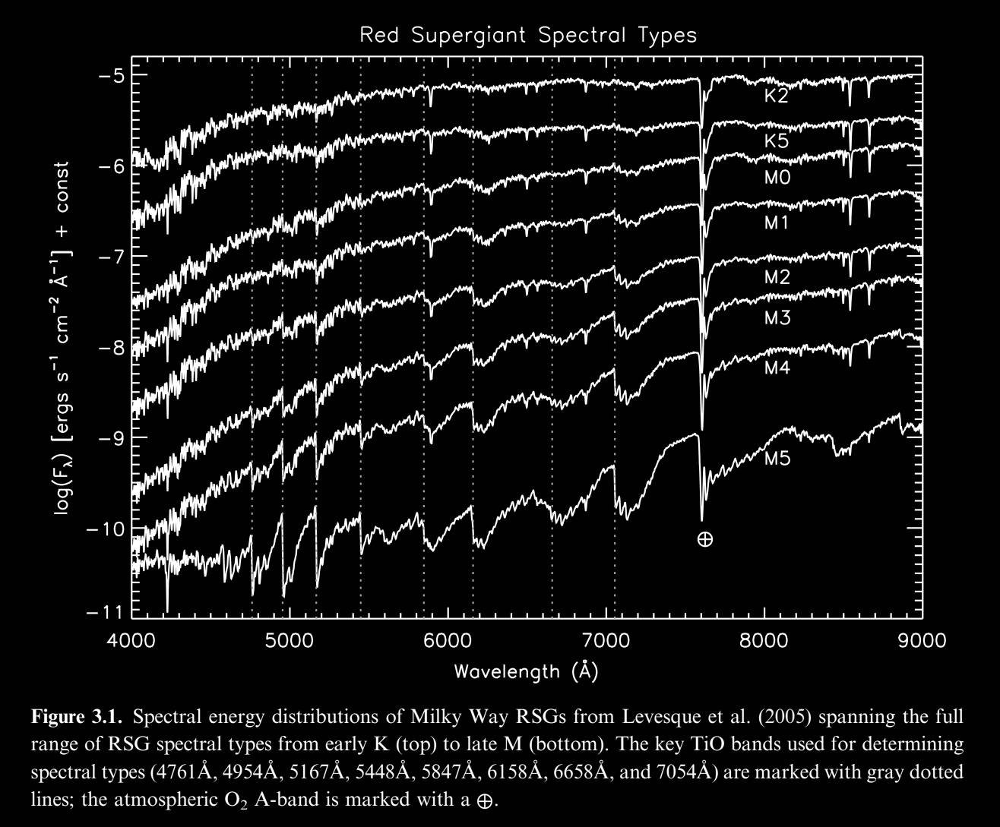 Red Supergiant Spectral Types
−5
−6
−7
−8
−9
−10
−11
log(Fλ) [ergs s⁻¹ cm⁻² Å⁻¹] + const
K2
K5
M0
M1
M2
M3
M4
M5
⊕
4000 5000 6000 7000 8000 9000
Wavelength (Å)
Figure 3.1. Spectral energy distributions of Milky Way RSGs from Levesque et al. (2005) spanning the full
range of RSG spectral types from early K (top) to late M (bottom). The key TiO bands used for determining
spectral types (4761Å, 4954Å, 5167Å, 5448Å, 5847Å, 6158Å, 6658Å, and 7054Å) are marked with gray dotted
lines; the atmospheric O₂ A-band is marked with a ⊕.